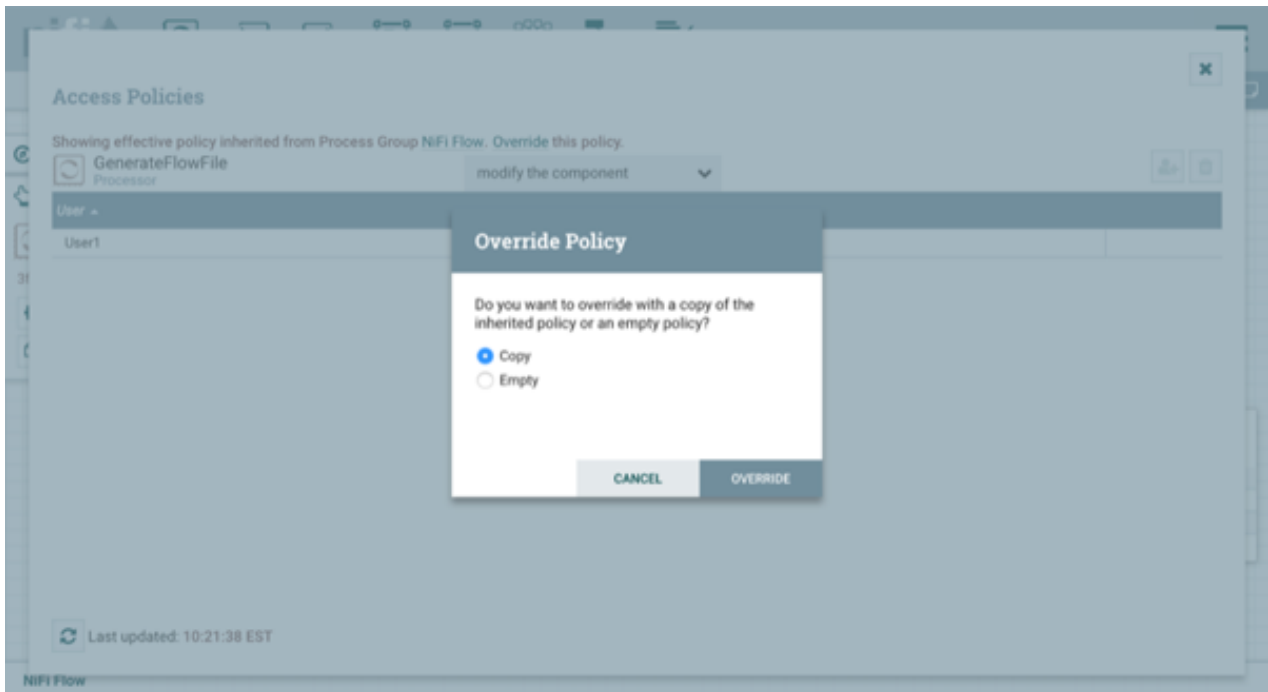 Access Policies
Showing effective policy inherited from Process Group NiFi Flow. Override this policy.
GenerateFlowFile
Processor
modify the component
User
User1
Override Policy
Do you want to override with a copy of the
inherited policy or an empty policy?
Copy
Empty
CANCEL
OVERRIDE
Last updated: 10:21:38 EST
NiFi Flow